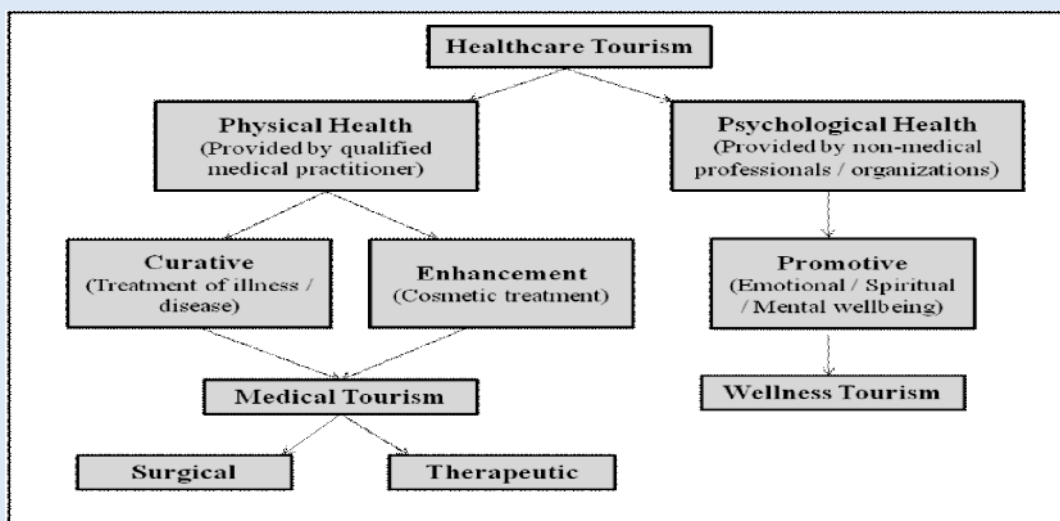 Healthcare Tourism
Physical Health
(Provided by qualified
medical practitioner)
Psychological Health
(Provided by non-medical
professionals / organizations)
Curative
(Treatment of illness /
disease)
Enhancement
(Cosmetic treatment)
Promotive
(Emotional / Spiritual
/ Mental wellbeing)
Medical Tourism
Wellness Tourism
Surgical
Therapeutic